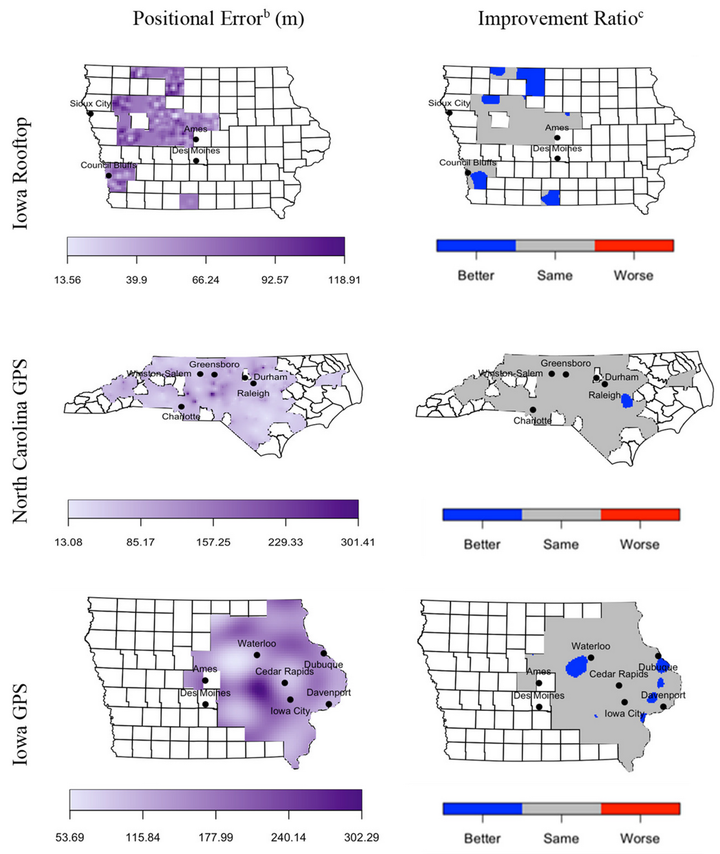 Positional Errorᵇ (m)
Improvement Ratioᶜ
Iowa Rooftop
Sioux City
Ames
Des Moines
Council Bluffs
13.56 39.9 66.24 92.57 118.91
Sioux City
Ames
Des Moines
Council Bluffs
Better Same Worse
North Carolina GPS
Greensboro
Winston-Salem
Durham
Raleigh
Charlotte
13.08 85.17 157.25 229.33 301.41
Greensboro
Winston-Salem
Durham
Raleigh
Charlotte
Better Same Worse
Iowa GPS
Waterloo
Dubuque
Ames
Cedar Rapids
Des Moines
Davenport
Iowa City
53.69 115.84 177.99 240.14 302.29
Waterloo
Dubuque
Ames
Cedar Rapids
Des Moines
Davenport
Iowa City
Better Same Worse